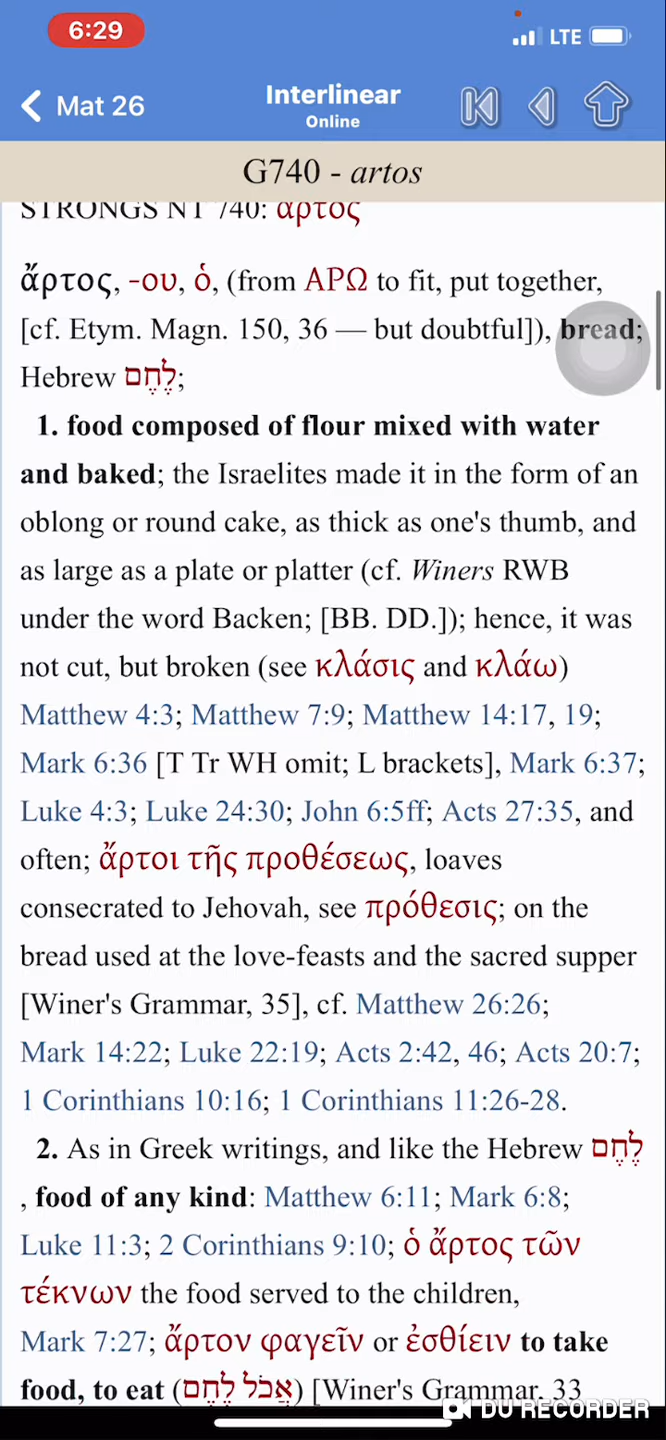 6:29
LTE
Mat 26
Interlinear
Online
G740 - artos
STRONGS NT 740: ἄρτος
ἄρτος, -ου, ὁ, (from ΑΡΩ to fit, put together,
[cf. Etym. Magn. 150, 36 — but doubtful]), bread;
Hebrew לֶחֶם;
1. food composed of flour mixed with water
and baked; the Israelites made it in the form of an
oblong or round cake, as thick as one's thumb, and
as large as a plate or platter (cf. Winers RWB
under the word Backen; [BB. DD.]); hence, it was
not cut, but broken (see κλάσις and κλάω)
Matthew 4:3; Matthew 7:9; Matthew 14:17, 19;
Mark 6:36 [T Tr WH omit; L brackets], Mark 6:37;
Luke 4:3; Luke 24:30; John 6:5ff; Acts 27:35, and
often; ἄρτοι τῆς προθέσεως, loaves
consecrated to Jehovah, see πρόθεσις; on the
bread used at the love-feasts and the sacred supper
[Winer's Grammar, 35], cf. Matthew 26:26;
Mark 14:22; Luke 22:19; Acts 2:42, 46; Acts 20:7;
1 Corinthians 10:16; 1 Corinthians 11:26-28.
2. As in Greek writings, and like the Hebrew לֶחֶם
, food of any kind: Matthew 6:11; Mark 6:8;
Luke 11:3; 2 Corinthians 9:10; ὁ ἄρτος τῶν
τέκνων the food served to the children,
Mark 7:27; ἄρτον φαγεῖν or ἐσθίειν to take
food, to eat (אֲכֹל לֶחֶם) [Winer's Grammar, 33
DU RECORDER